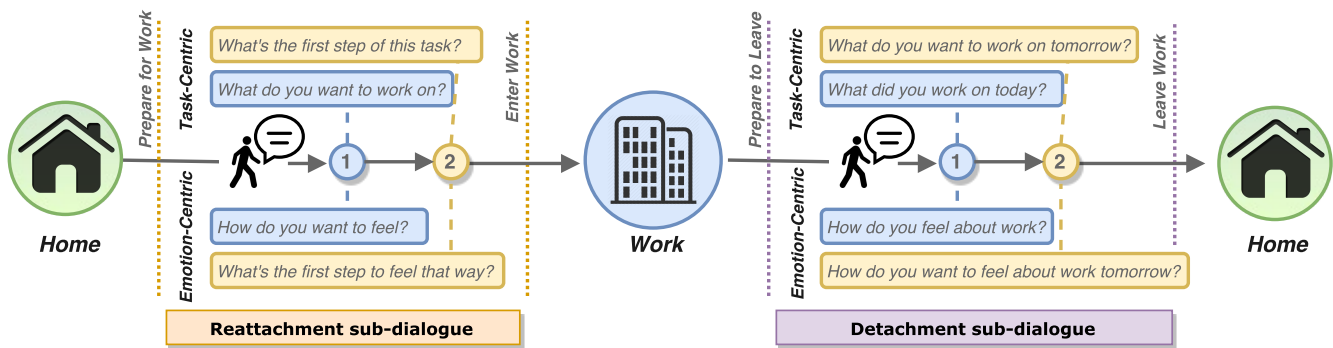 Home
Prepare for Work
Task-Centric
What's the first step of this task?
What do you want to work on?
1
2
Emotion-Centric
How do you want to feel?
What's the first step to feel that way?
Enter Work
Reattachment sub-dialogue
Work
Prepare to Leave
Task-Centric
What do you want to work on tomorrow?
What did you work on today?
1
2
Emotion-Centric
How do you feel about work?
How do you want to feel about work tomorrow?
Leave Work
Detachment sub-dialogue
Home